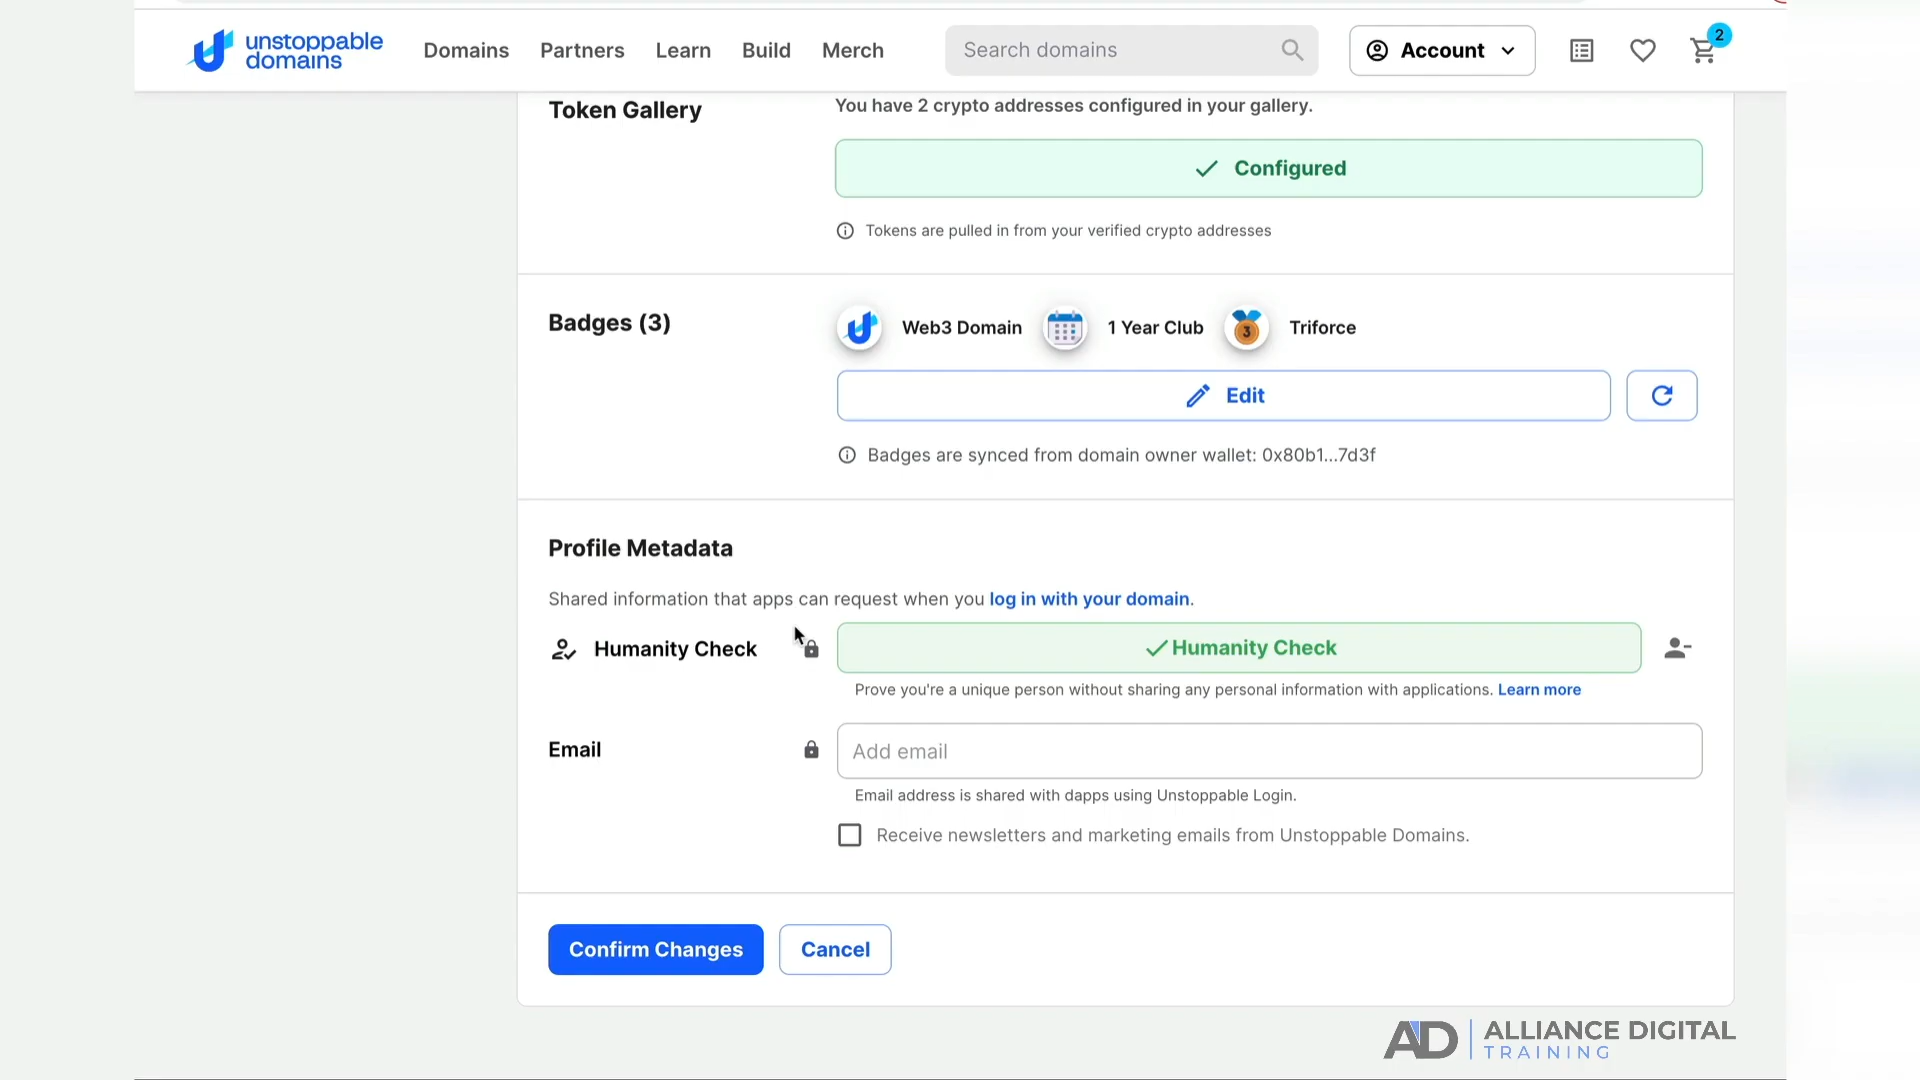 unstoppable
domains
Domains Partners Learn Build Merch
Search domains
Account
2
Token Gallery
You have 2 crypto addresses configured in your gallery.
Configured
Tokens are pulled in from your verified crypto addresses
Badges (3)
Web3 Domain
1 Year Club
3
Triforce
Edit
Badges are synced from domain owner wallet: 0x80b1...7d3f
Profile Metadata
Shared information that apps can request when you log in with your domain.
Humanity Check
Humanity Check
Prove you're a unique person without sharing any personal information with applications. Learn more
Email
Add email
Email address is shared with dapps using Unstoppable Login.
Receive newsletters and marketing emails from Unstoppable Domains.
Confirm Changes
Cancel
AD
ALLIANCE DIGITAL
TRAINING